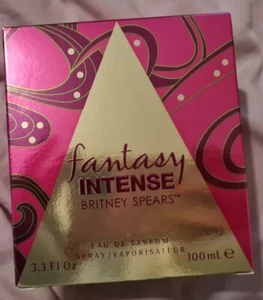 fantasy
INTENSE
BRITNEY SPEARS™
EAU DE PARFUM
SPRAY/VAPORISATEUR
3.3 Fl Oz 100 mL e